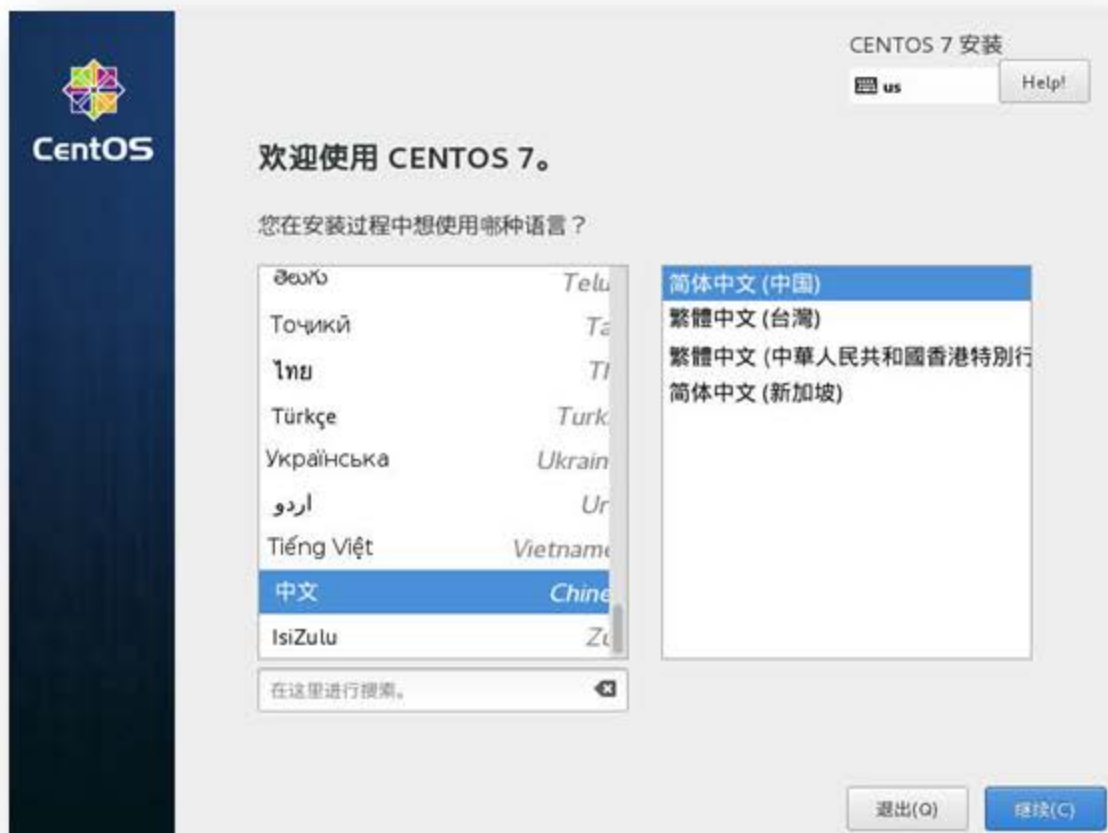 CentOS
CENTOS 7 安装
us
Help!
欢迎使用 CENTOS 7。
您在安装过程中想使用哪种语言？
తెలుగు Telu
Тоҷикӣ Ta
ไทย
Türkçe Turk
Українська Ukrain
اردو Ur
Tiếng Việt Vietname
中文 Chine
IsiZulu Zu
在这里进行搜索。
简体中文 (中国)
繁體中文 (台灣)
繁體中文 (中華人民共和國香港特別行
简体中文 (新加坡)
退出(Q)
继续(C)